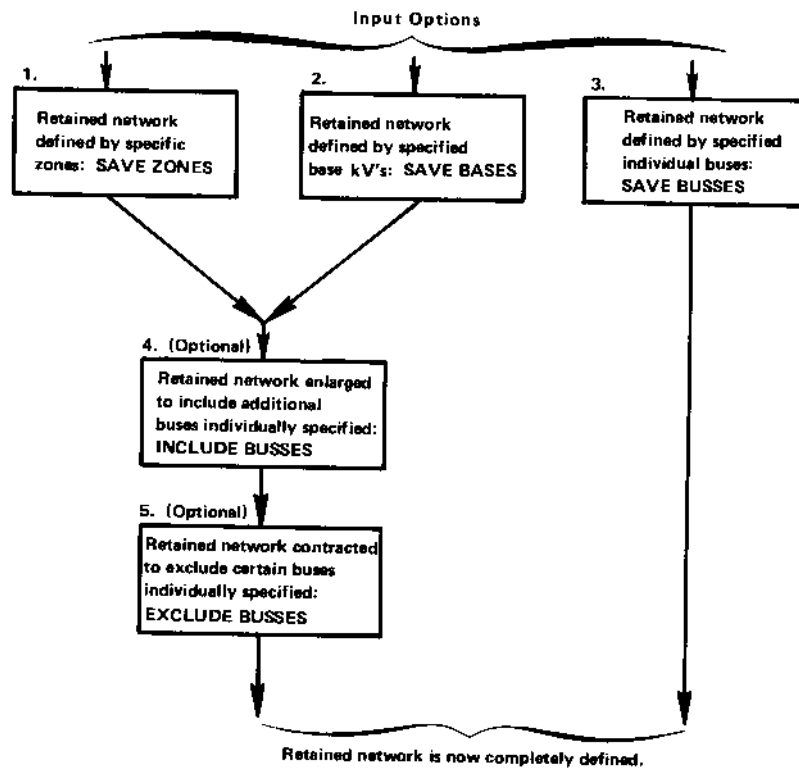 Input Options
1.
Retained network
defined by specific
zones: SAVE ZONES
2.
Retained network
defined by specified
base kV's: SAVE BASES
3.
Retained network
defined by specified
individual buses:
SAVE BUSSES
4. (Optional)
Retained network enlarged
to include additional
buses individually specified:
INCLUDE BUSSES
5. (Optional)
Retained network contracted
to exclude certain buses
individually specified:
EXCLUDE BUSSES
Retained network is now completely defined.